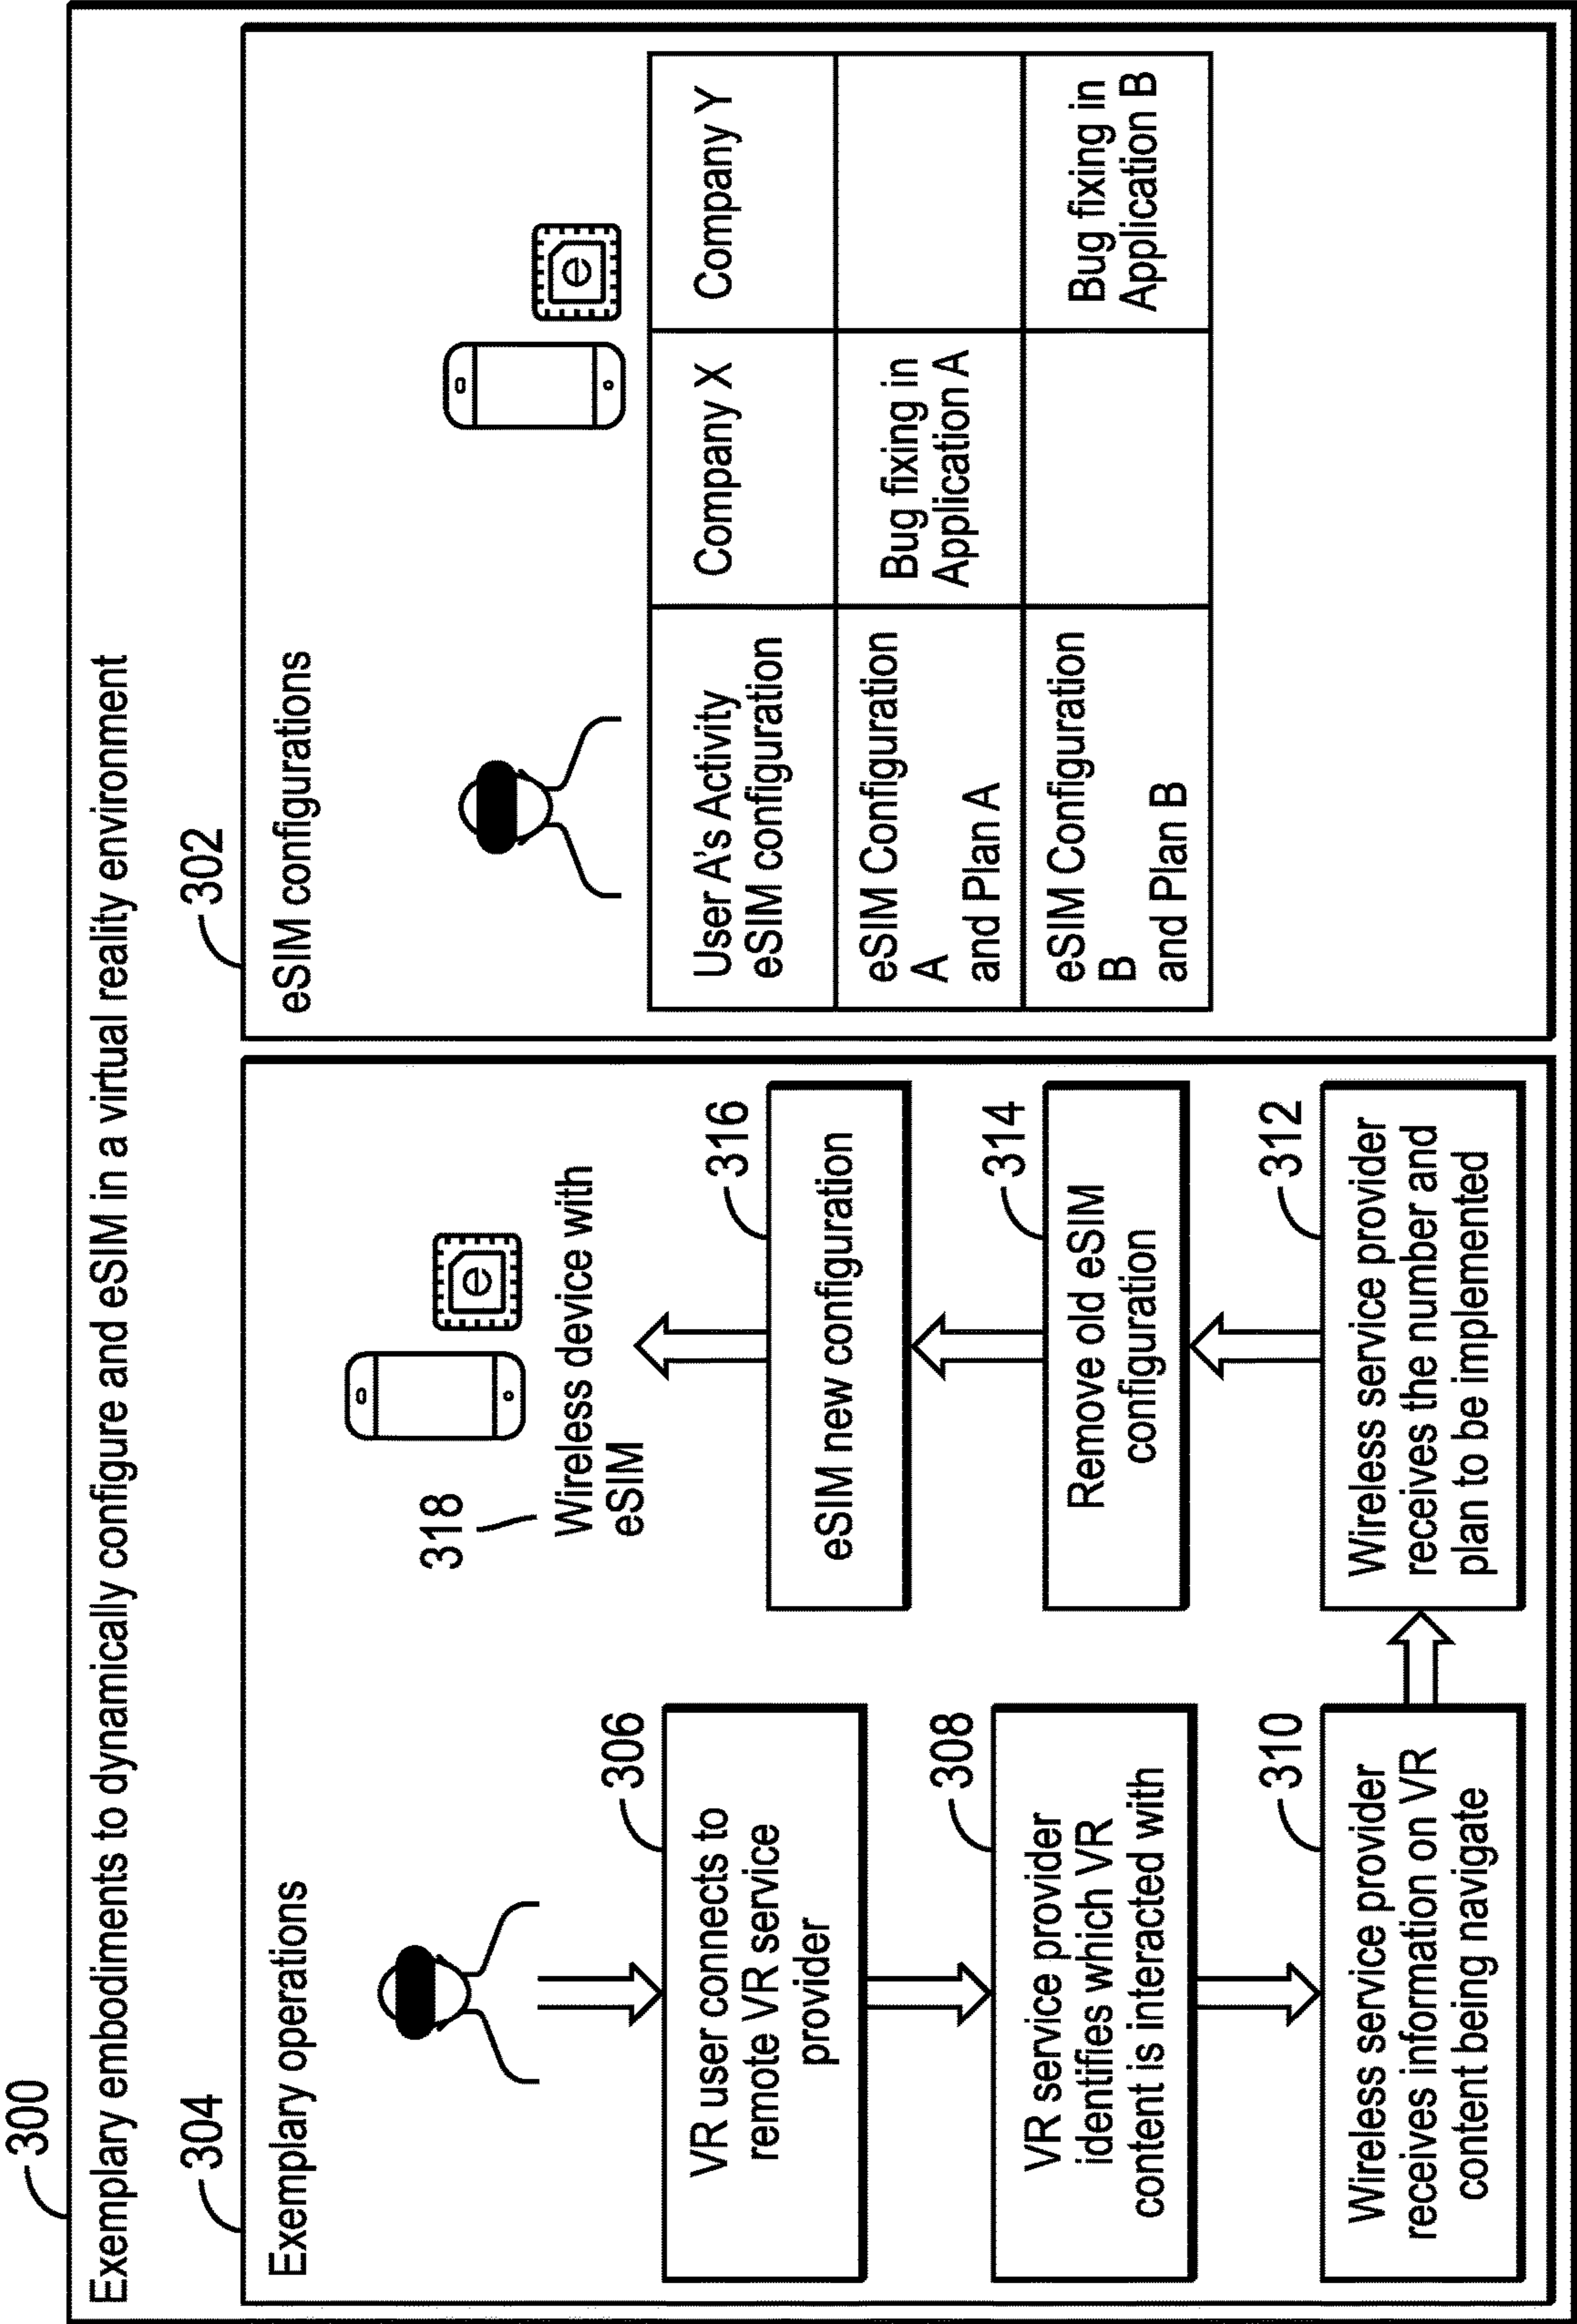 300
Exemplary embodiments to dynamically configure and eSIM in a virtual reality environment
304
Exemplary operations
306
VR user connects to
remote VR service
provider
308
VR service provider
identifies which VR
content is interacted with
310
Wireless service provider
receives information on VR
content being navigate
312
Wireless service provider
receives the number and
plan to be implemented
314
Remove old eSIM
configuration
316
eSIM new configuration
318
Wireless device with
eSIM
e
302
eSIM configurations
e
User A's Activity
eSIM configuration
Company X
Company Y
eSIM Configuration
A
and Plan A
Bug fixing in
Application A
eSIM Configuration
B
and Plan B
Bug fixing in
Application B